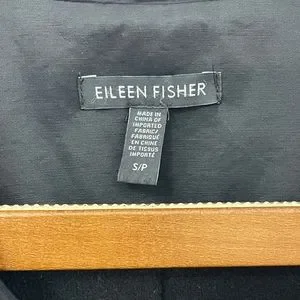 EILEEN FISHER
MADE IN
CHINA OF
IMPORTED
FABRIC/
FABRIQUÉ
EN CHINE
DE TISSUS
IMPORTÉ
S/P